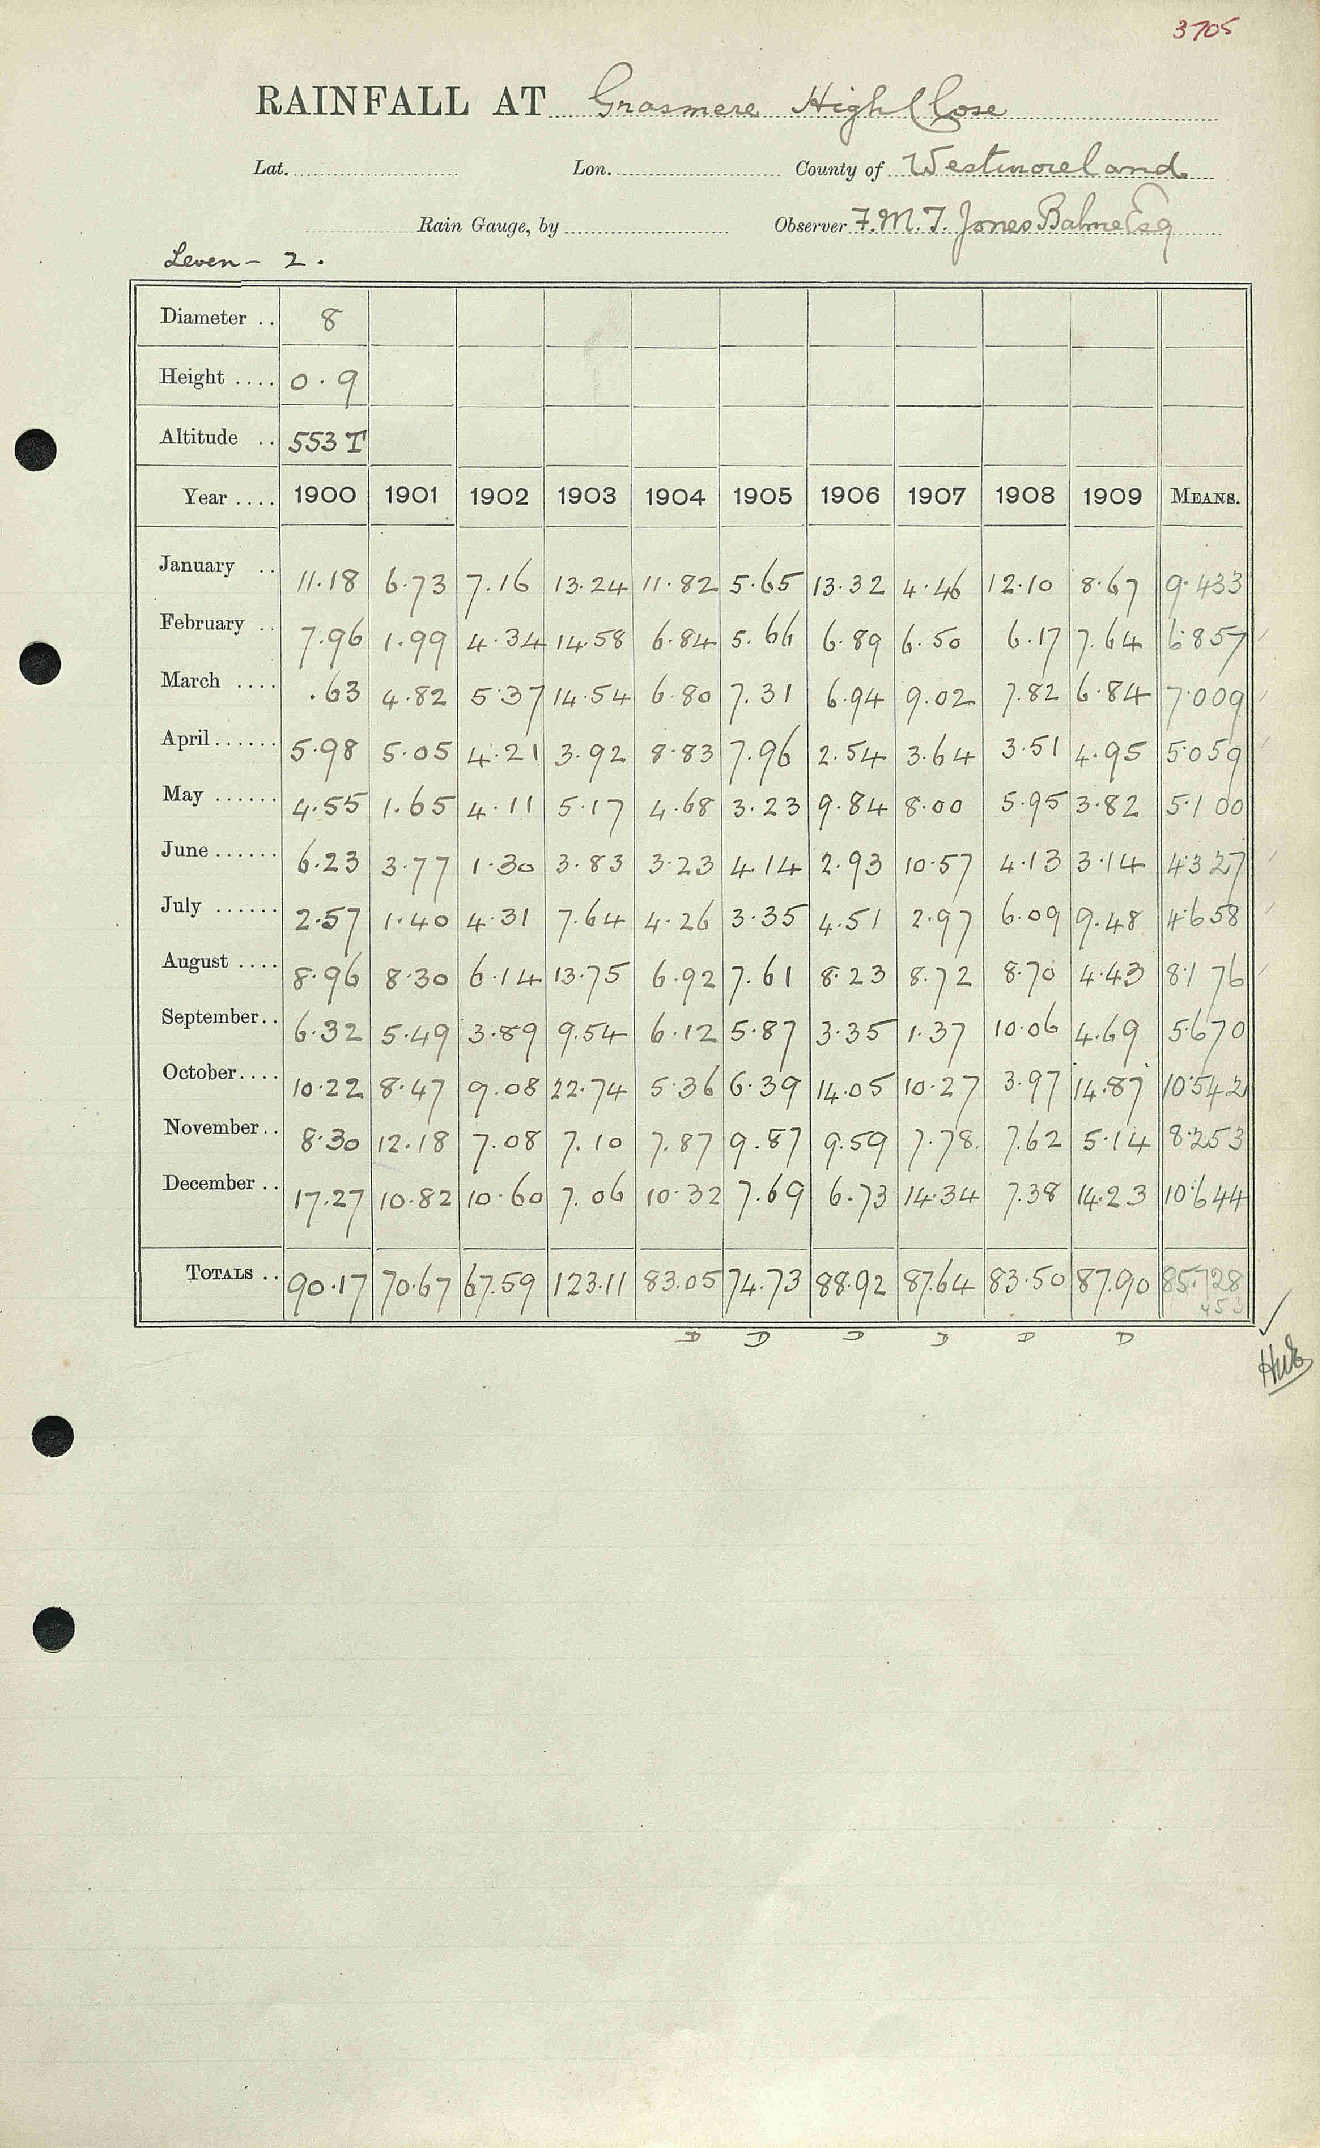 3705
RAINFALL AT Grasmere High Close
Lat. Lon. County of Westmoreland
Rain Gauge, by Observer F.M.T. Jones Balme Esq
Leven - 2.
Diameter .. 8
Height .... 0.9
Altitude .. 553 T
Year .... 1900 1901 1902 1903 1904 1905 1906 1907 1908 1909 MEANS.
January .. 11.18 6.73 7.16 13.24 11.82 5.65 13.32 4.46 12.10 8.67 9.433
February .. 7.96 1.99 4.34 14.58 6.84 5.66 6.89 6.50 6.17 7.64 6.857
March .... .63 4.82 5.37 14.54 6.80 7.31 6.94 9.02 7.82 6.84 7.009
April...... 5.98 5.05 4.21 3.92 8.83 7.96 2.54 3.64 3.51 4.95 5.059
May ...... 4.55 1.65 4.11 5.17 4.68 3.23 9.84 8.00 5.95 3.82 5.100
June...... 6.23 3.77 1.30 3.83 3.23 4.14 2.93 10.57 4.13 3.14 4.327
July ...... 2.57 1.40 4.31 7.64 4.26 3.35 4.51 2.97 6.09 9.48 4.658
August .... 8.96 8.30 6.14 13.75 6.92 7.61 8.23 8.72 8.70 4.43 8.176
September.. 6.32 5.49 3.89 9.54 6.12 5.87 3.35 1.37 10.06 4.69 5.670
October.... 10.22 8.47 9.08 22.74 5.36 6.39 14.05 10.27 3.97 14.87 10.542
November.. 8.30 12.18 7.08 7.10 7.87 9.87 9.59 7.78 7.62 5.14 8.253
December .. 17.27 10.82 10.60 7.06 10.32 7.69 6.73 14.34 7.38 14.23 10.644
TOTALS .. 90.17 70.67 67.59 123.11 83.05 74.73 88.92 87.64 83.50 87.90 85.728
453
D D D D D D